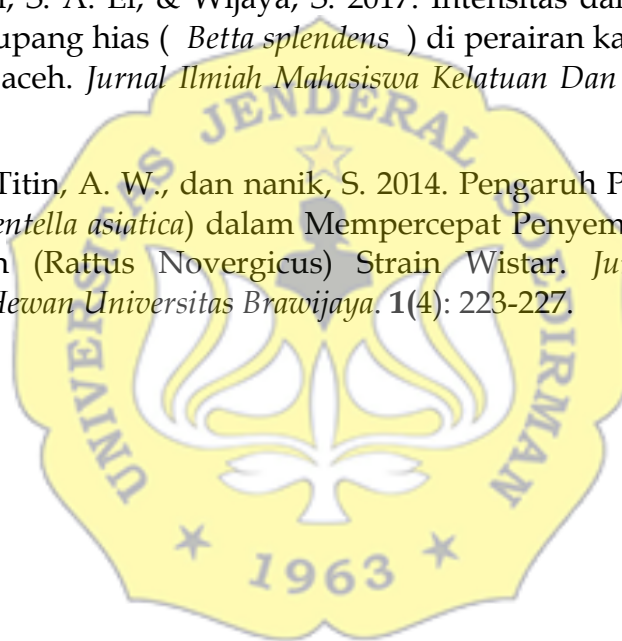 S. A. El, & Wijaya, S. 2017. Intensitas dan
upang hias ( Betta splendens ) di perairan ka
aceh. Jurnal Ilmiah Mahasiswa Kelatuan Dan
Titin, A. W., dan nanik, S. 2014. Pengaruh P
entella asiatica) dalam Mempercepat Penyem
(Rattus Novergicus) Strain Wistar. Ju
Hewan Universitas Brawijaya. 1(4): 223-227.
UNIVERSITAS JENDERAL SOEDIRMAN
1963